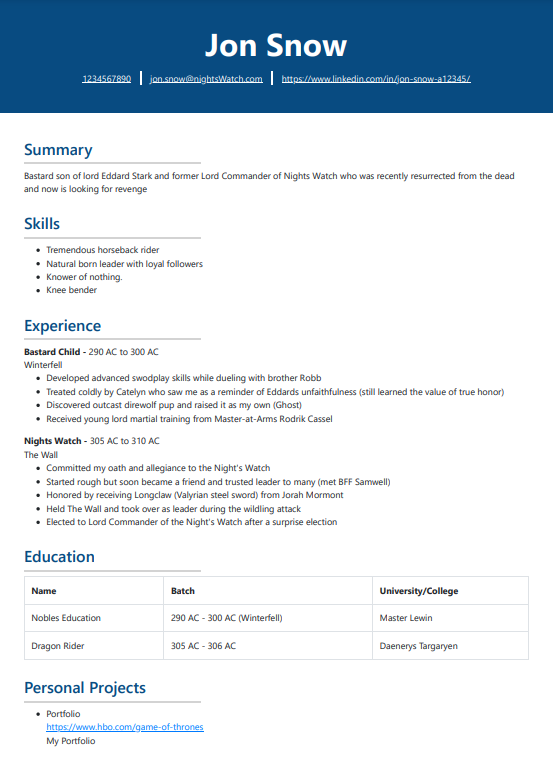 Jon Snow
1234567890 jon.snow@nightsWatch.com https://www.linkedin.com/in/jon-snow-a12345/
Summary
Bastard son of lord Eddard Stark and former Lord Commander of Nights Watch who was recently resurrected from the dead
and now is looking for revenge
Skills
• Tremendous horseback rider
• Natural born leader with loyal followers
• Knower of nothing.
• Knee bender
Experience
Bastard Child - 290 AC to 300 AC
Winterfell
• Developed advanced swodplay skills while dueling with brother Robb
• Treated coldly by Catelyn who saw me as a reminder of Eddards unfaithfulness (still learned the value of true honor)
• Discovered outcast direwolf pup and raised it as my own (Ghost)
• Received young lord martial training from Master-at-Arms Rodrik Cassel
Nights Watch - 305 AC to 310 AC
The Wall
• Committed my oath and allegiance to the Night's Watch
• Started rough but soon became a friend and trusted leader to many (met BFF Samwell)
• Honored by receiving Longclaw (Valyrian steel sword) from Jorah Mormont
• Held The Wall and took over as leader during the wildling attack
• Elected to Lord Commander of the Night's Watch after a surprise election
Education
Name Batch University/College
Nobles Education 290 AC - 300 AC (Winterfell) Master Lewin
Dragon Rider 305 AC - 306 AC Daenerys Targaryen
Personal Projects
• Portfolio
https://www.hbo.com/game-of-thrones
My Portfolio